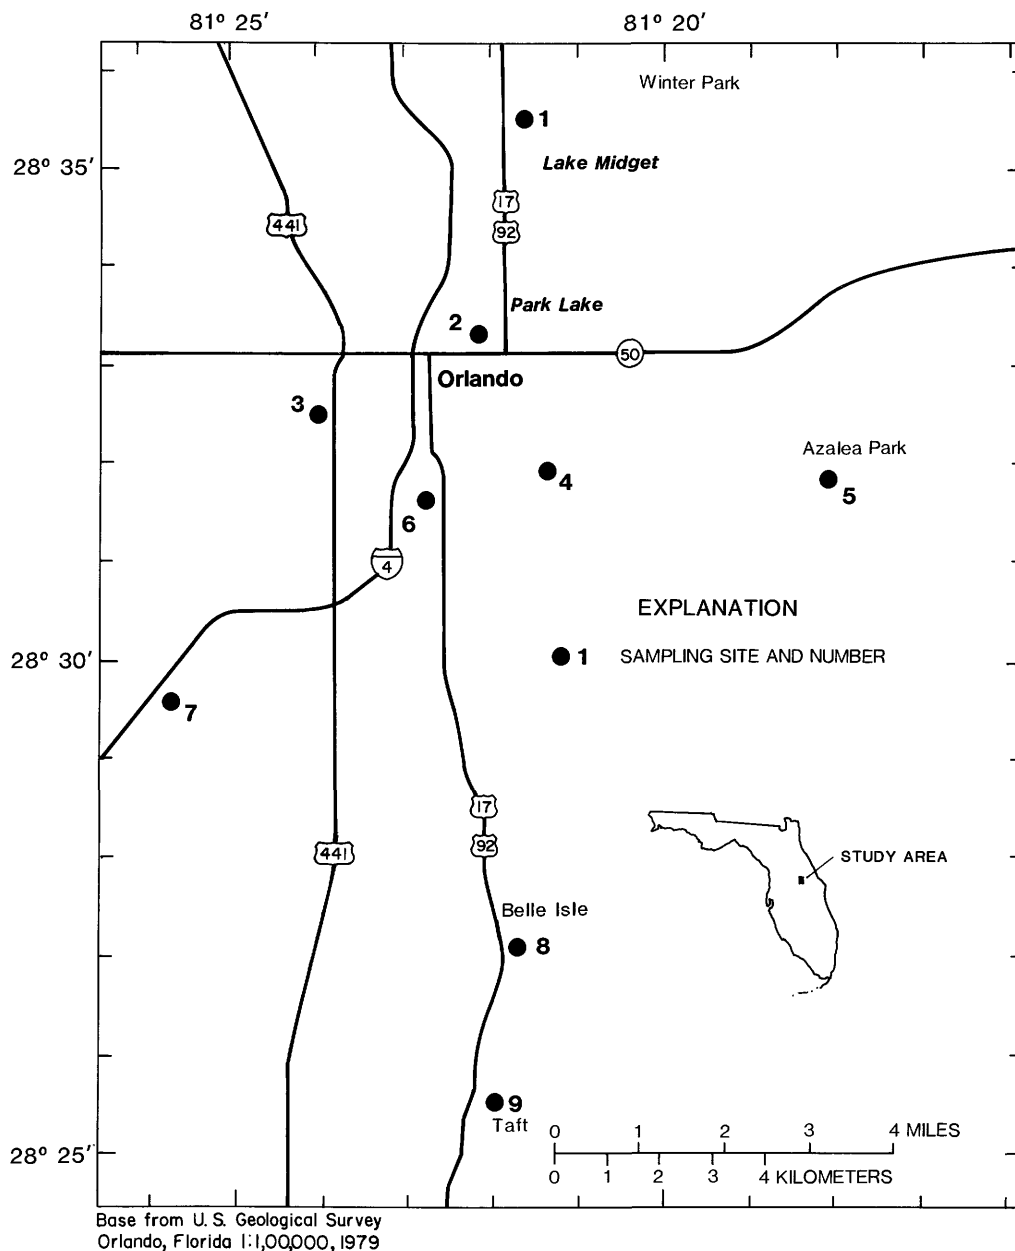 81° 25′ 81° 20′
Winter Park
1
28° 35′
Lake Midget
17
441
92
Park Lake
2
50
Orlando
3
Azalea Park
4
5
6
4
EXPLANATION
28° 30′
1 SAMPLING SITE AND NUMBER
7
17
92
441
STUDY AREA
Belle Isle
8
9
Taft
0 1 2 3 4 MILES
28° 25′
0 1 2 3 4 KILOMETERS
Base from U.S. Geological Survey
Orlando, Florida 1:1,00,000, 1979